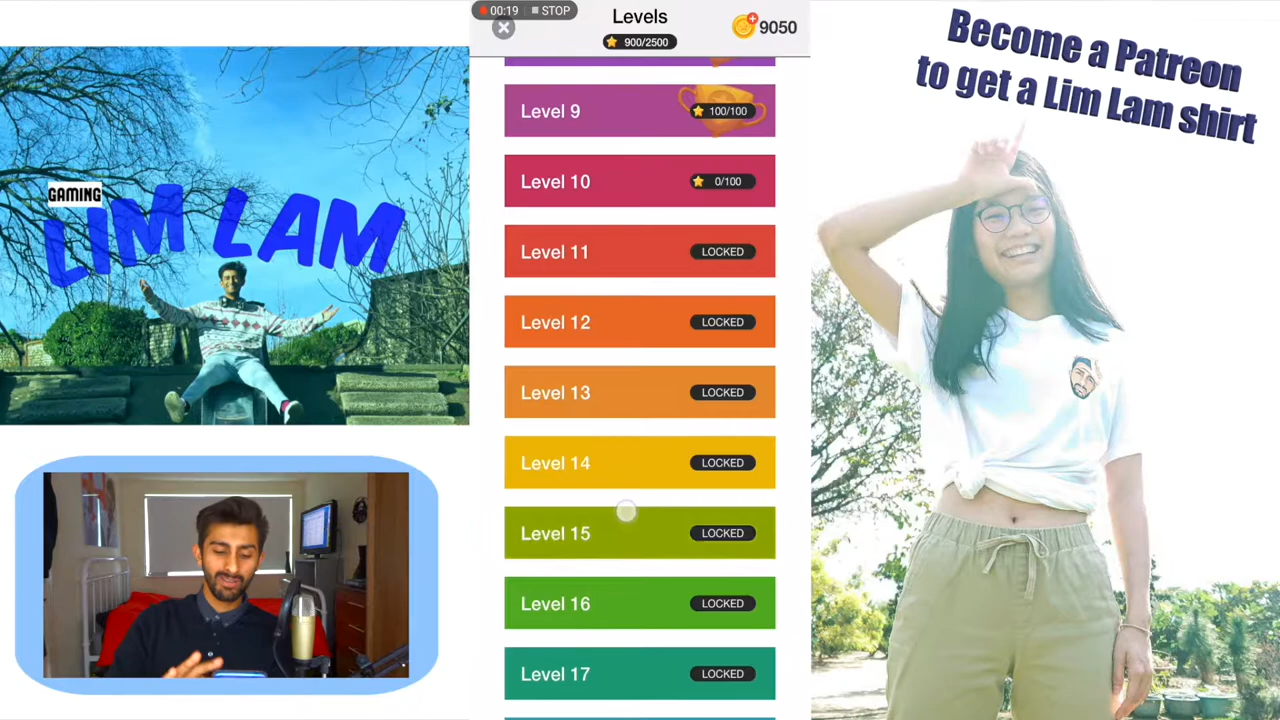 GAMING
LIM LAM
00:19 STOP
Levels
900/2500
9050
Level 9 100/100
Level 10 0/100
Level 11 LOCKED
Level 12 LOCKED
Level 13 LOCKED
Level 14 LOCKED
Level 15 LOCKED
Level 16 LOCKED
Level 17 LOCKED
Become a Patreon
to get a Lim Lam shirt